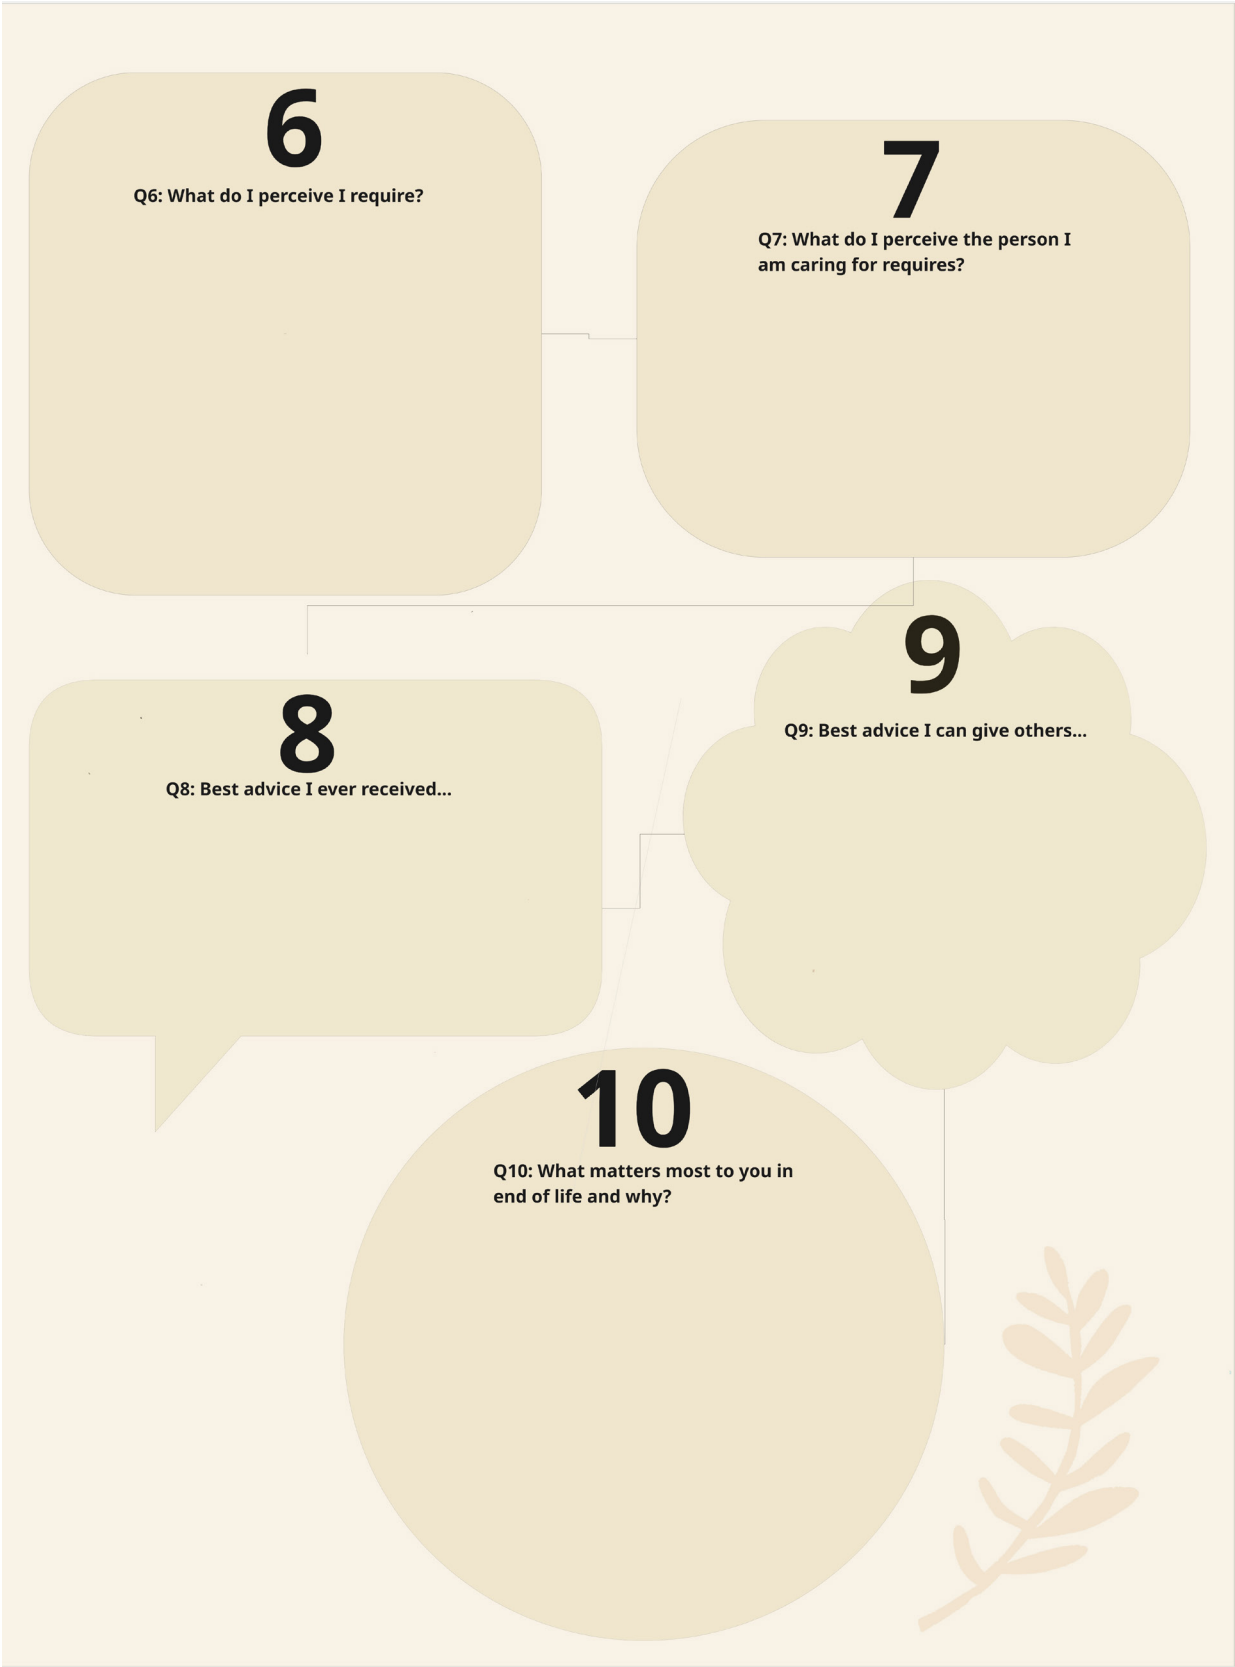 6
Q6: What do I perceive I require?
7
Q7: What do I perceive the person I
am caring for requires?
8
Q8: Best advice I ever received...
9
Q9: Best advice I can give others...
10
Q10: What matters most to you in
end of life and why?